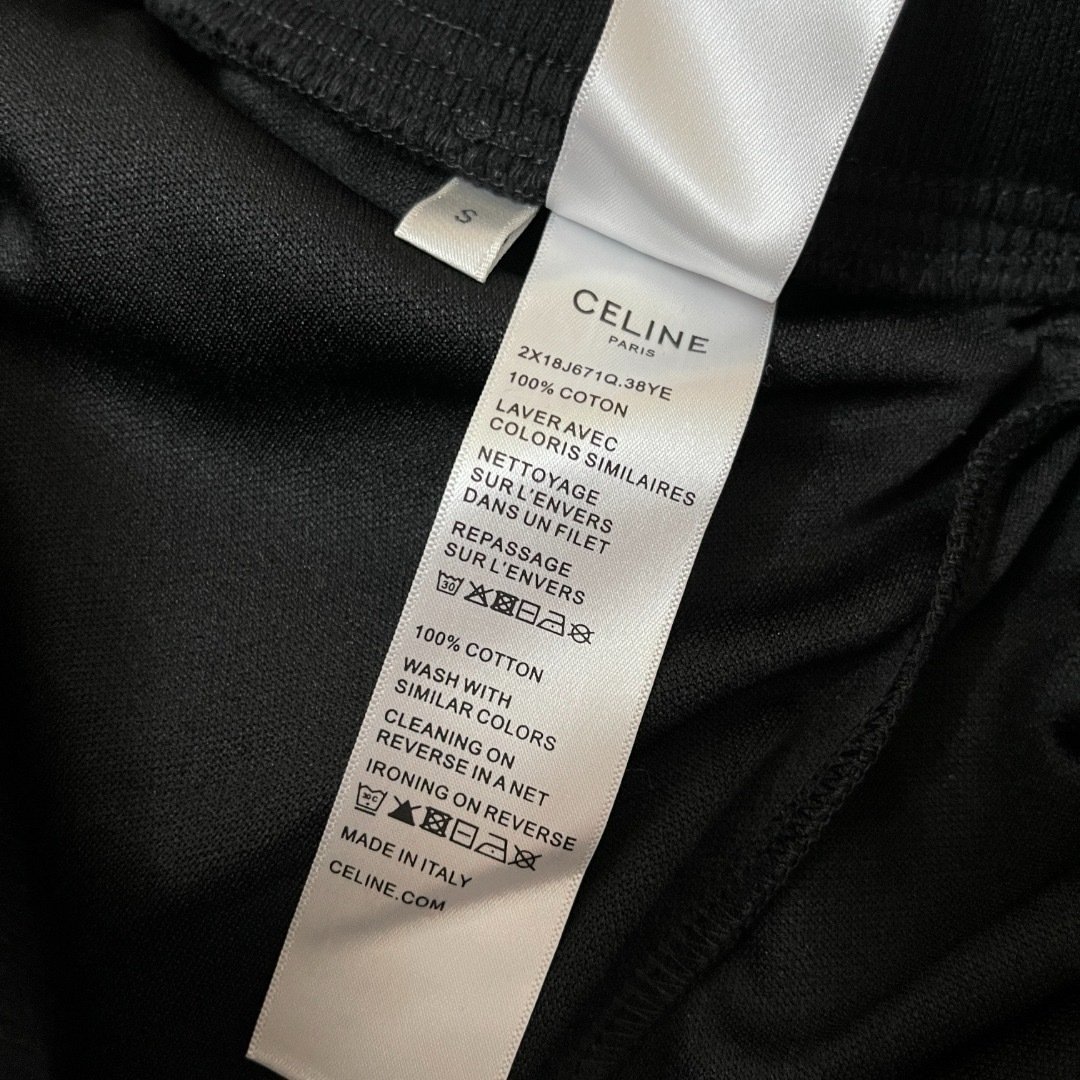 S
CELINE
PARIS
2X18J671Q.38YE
100% COTON
LAVER AVEC
COLORIS SIMILAIRES
NETTOYAGE
SUR L'ENVERS
DANS UN FILET
REPASSAGE
SUR L'ENVERS
30
100% COTTON
WASH WITH
SIMILAR COLORS
CLEANING ON
REVERSE IN A NET
IRONING ON REVERSE
30C
MADE IN ITALY
CELINE.COM